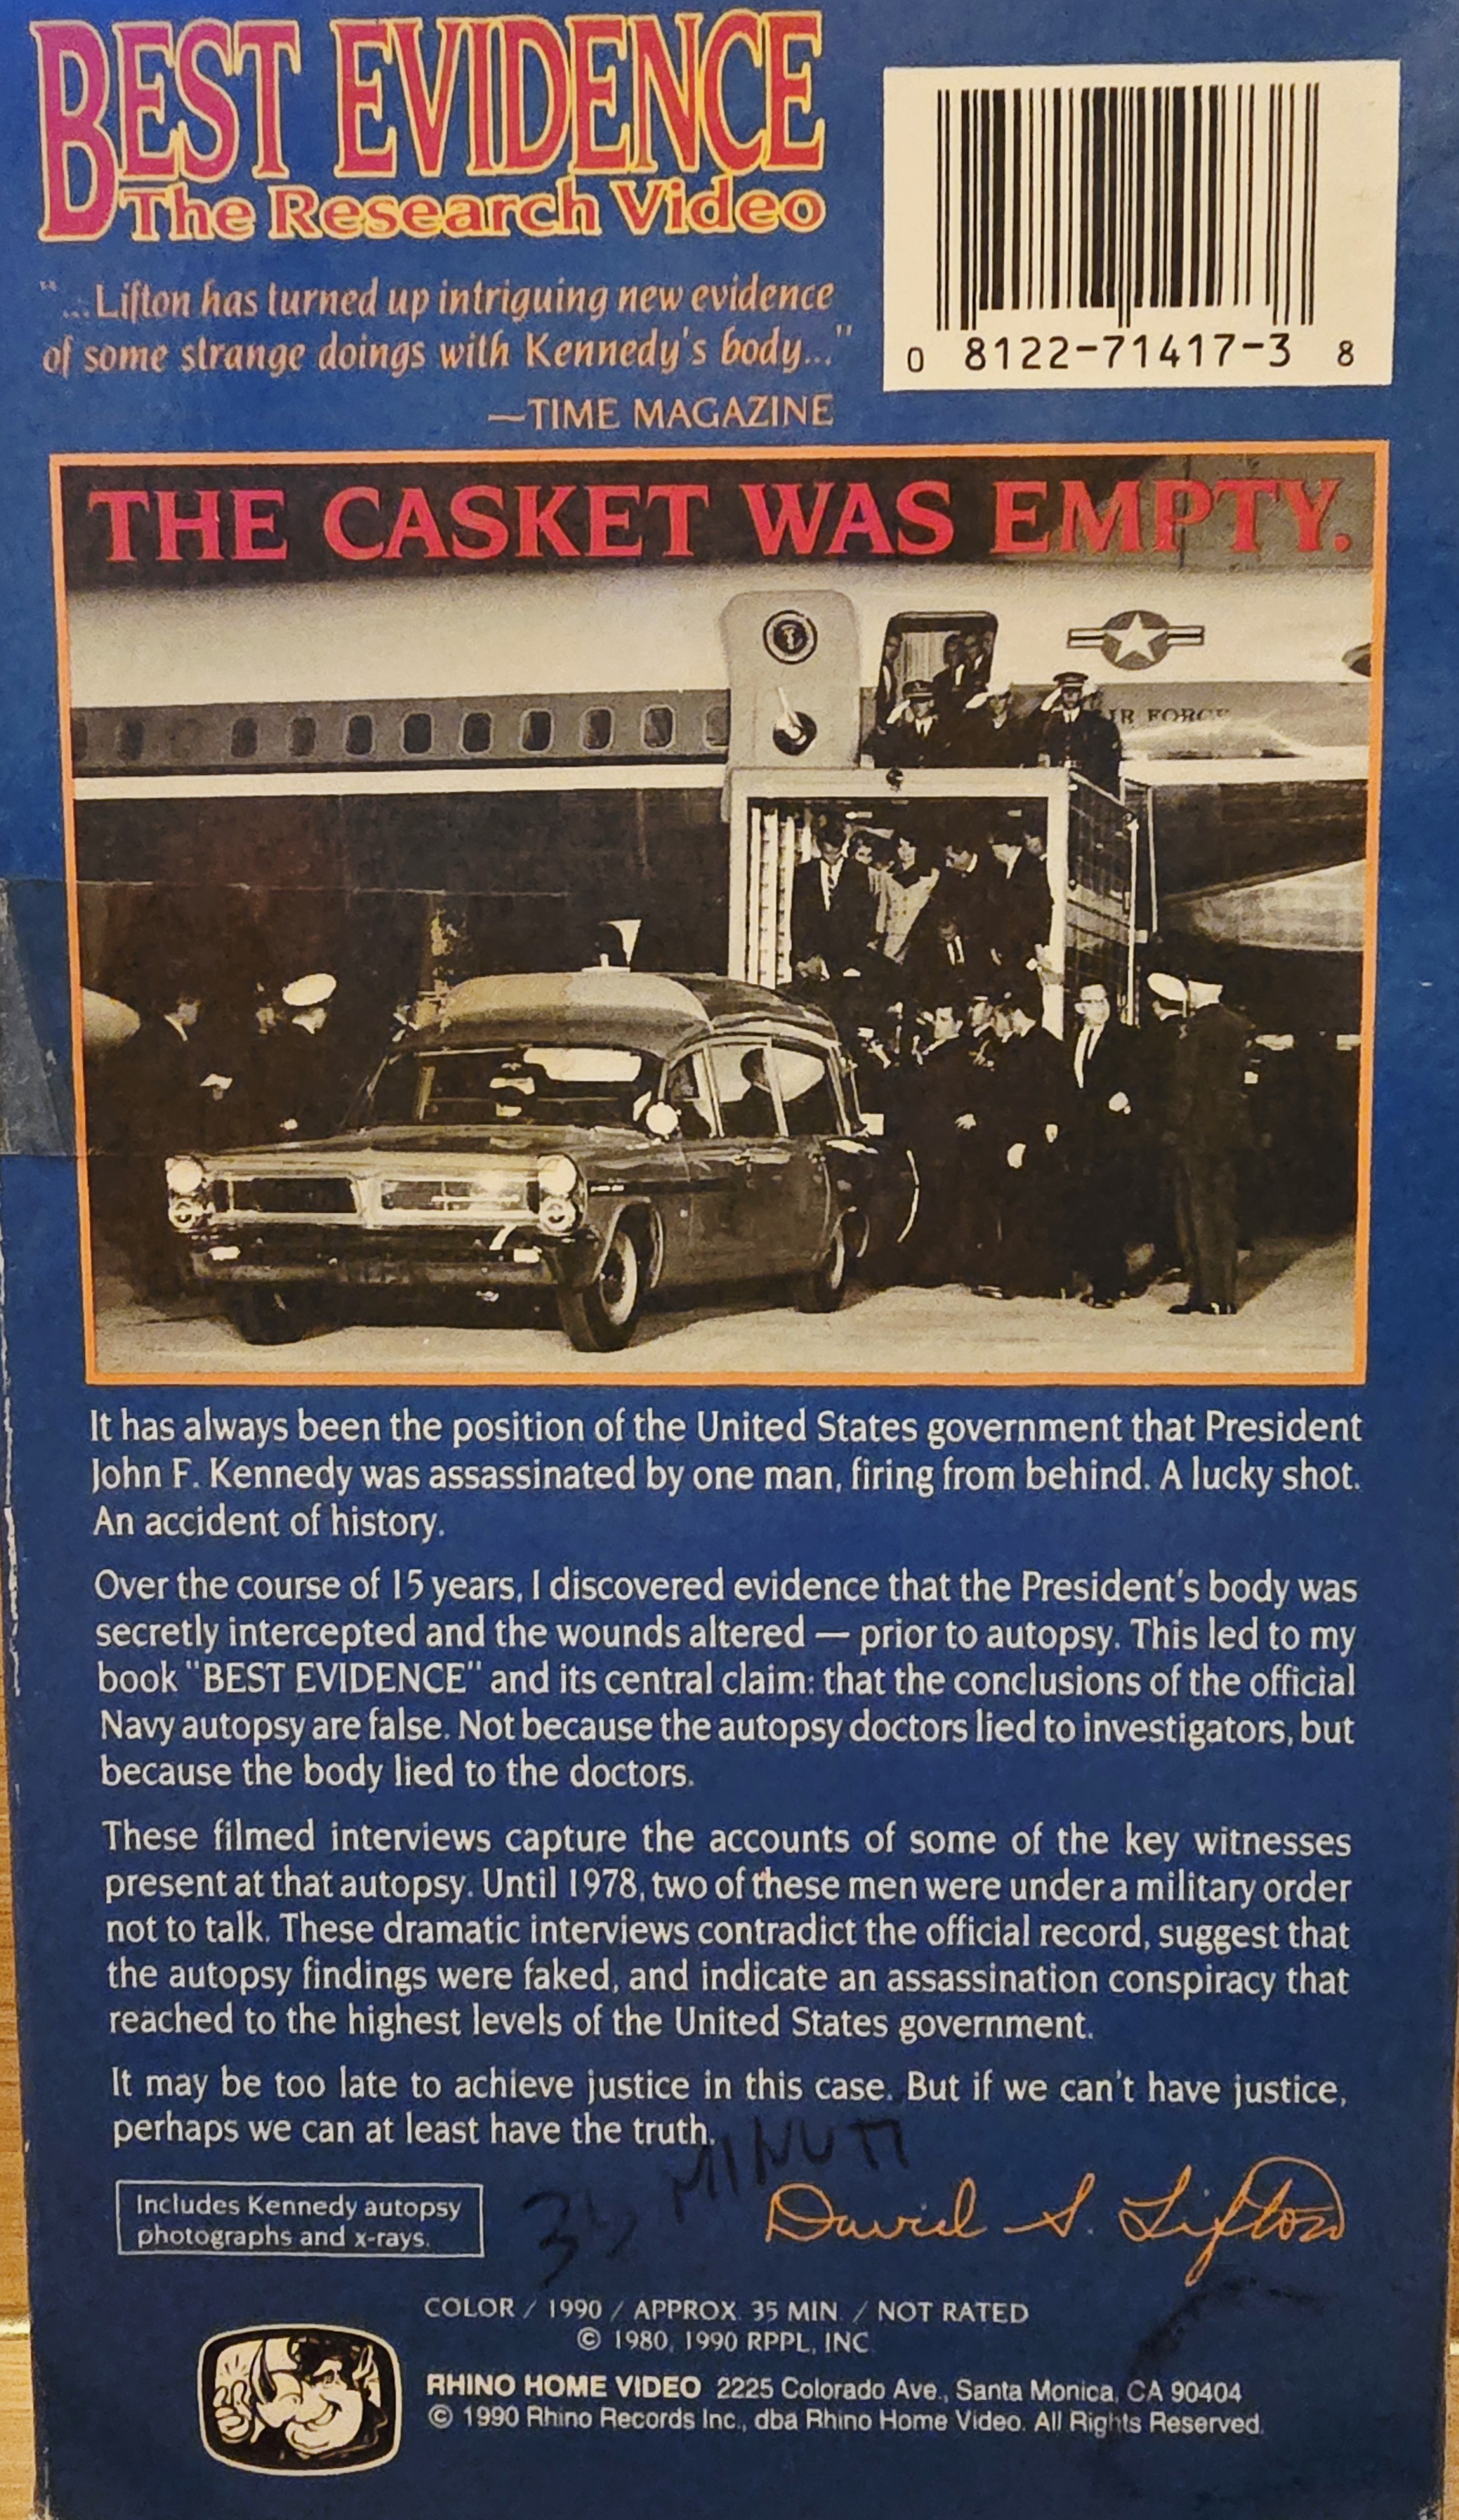 BEST EVIDENCE
The Research Video
"...Lifton has turned up intriguing new evidence
of some strange doings with Kennedy's body..."
—TIME MAGAZINE
0 8122-71417-3 8
THE CASKET WAS EMPTY.
IR FORCE
It has always been the position of the United States government that President
John F. Kennedy was assassinated by one man, firing from behind. A lucky shot.
An accident of history.
Over the course of 15 years, I discovered evidence that the President's body was
secretly intercepted and the wounds altered — prior to autopsy. This led to my
book "BEST EVIDENCE" and its central claim: that the conclusions of the official
Navy autopsy are false. Not because the autopsy doctors lied to investigators, but
because the body lied to the doctors.
These filmed interviews capture the accounts of some of the key witnesses
present at that autopsy. Until 1978, two of these men were under a military order
not to talk. These dramatic interviews contradict the official record, suggest that
the autopsy findings were faked, and indicate an assassination conspiracy that
reached to the highest levels of the United States government.
It may be too late to achieve justice in this case. But if we can't have justice,
perhaps we can at least have the truth.
Includes Kennedy autopsy
photographs and x-rays.
David S. Lifton
COLOR / 1990 / APPROX. 35 MIN. / NOT RATED
© 1980, 1990 RPPL, INC.
RHINO HOME VIDEO 2225 Colorado Ave., Santa Monica, CA 90404
© 1990 Rhino Records Inc., dba Rhino Home Video. All Rights Reserved.